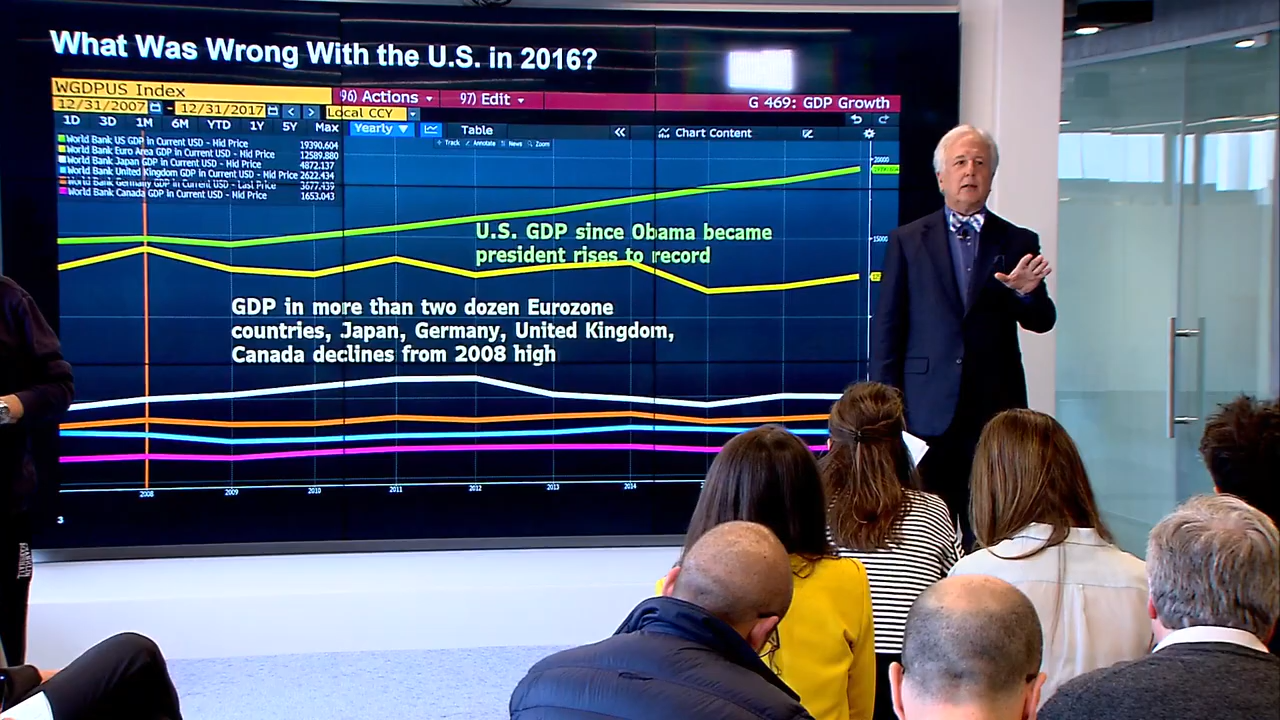 What Was Wrong With the U.S. in 2016?
WGDPUS Index
96) Actions
97) Edit
G 469: GDP Growth
12/31/2007 - 12/31/2017
Local CCY
1D 3D 1M 6M YTD 1Y 5Y Max
Yearly
Table
«
Chart Content
Track Annotate News Zoom
World Bank US GDP in Current USD - Mid Price 19390.604
World Bank Euro Area GDP in Current USD - Mid Price 12589.880
World Bank Japan GDP in Current USD - Mid Price 4872.137
World Bank United Kingdom GDP in Current USD - Mid Price 2622.434
World Bank Germany GDP in Current USD - Last Price 3677.439
World Bank Canada GDP in Current USD - Mid Price 1653.043
20000
U.S. GDP since Obama became
president rises to record
15000
GDP in more than two dozen Eurozone
countries, Japan, Germany, United Kingdom,
Canada declines from 2008 high
2008 2009 2010 2011 2012 2013 2014
3